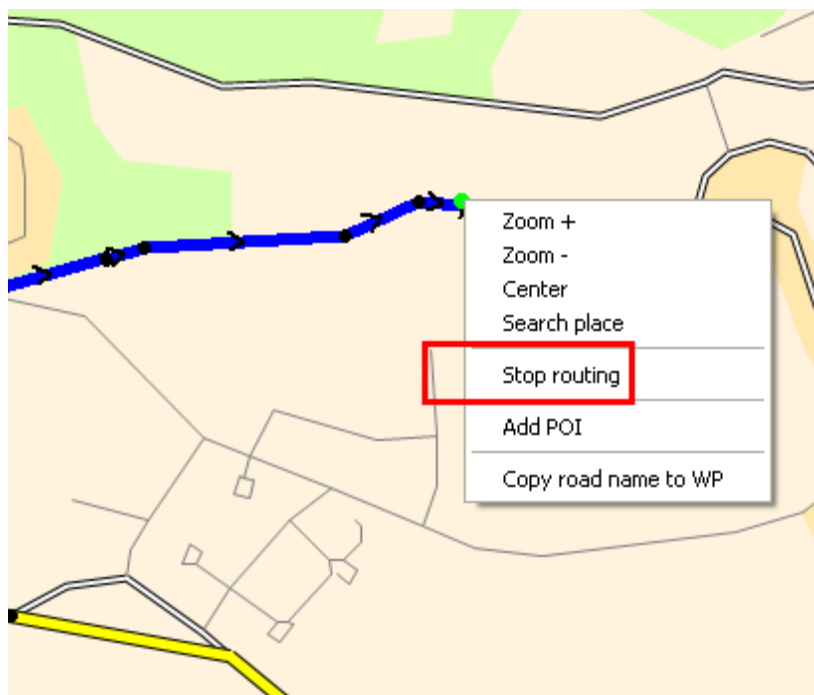 Zoom +
Zoom -
Center
Search place
Stop routing
Add POI
Copy road name to WP